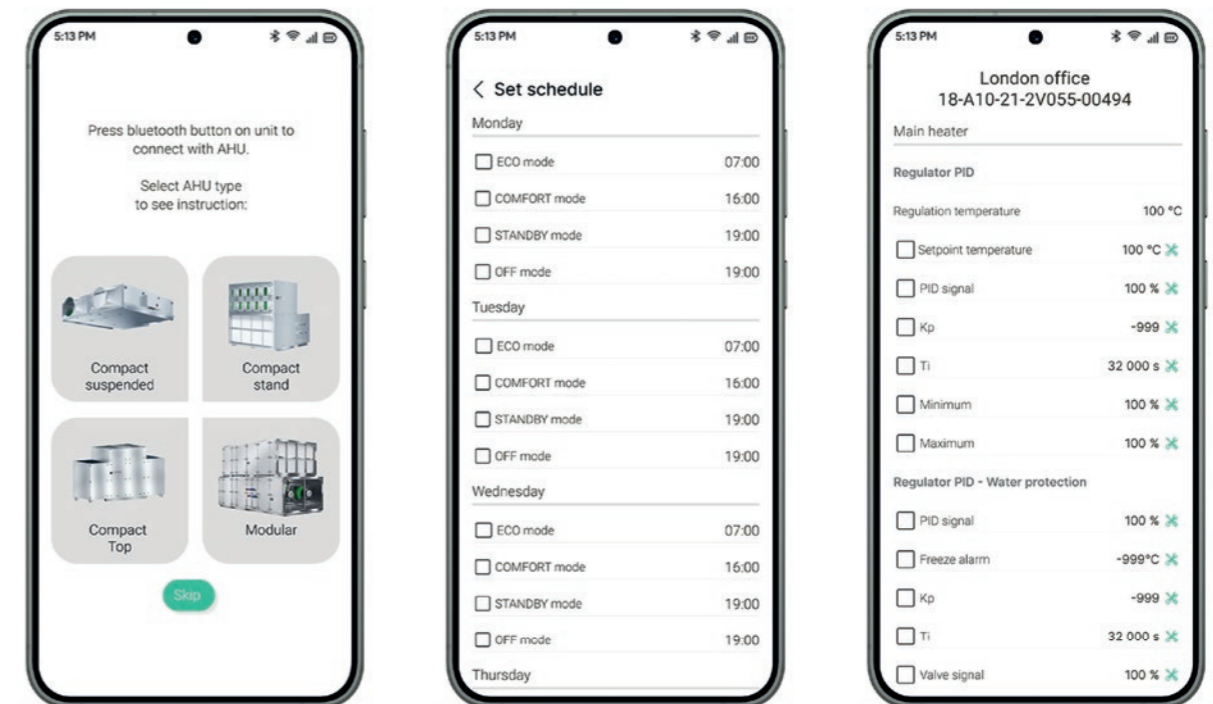 5:13 PM
Press bluetooth button on unit to
connect with AHU.
Select AHU type
to see instruction:
Compact
suspended
Compact
stand
Compact
Top
Modular
Skip
5:13 PM
< Set schedule
Monday
ECO mode 07:00
COMFORT mode 16:00
STANDBY mode 19:00
OFF mode 19:00
Tuesday
ECO mode 07:00
COMFORT mode 16:00
STANDBY mode 19:00
OFF mode 19:00
Wednesday
ECO mode 07:00
COMFORT mode 16:00
STANDBY mode 19:00
OFF mode 19:00
Thursday
5:13 PM
London office
18-A10-21-2V055-00494
Main heater
Regulator PID
Regulation temperature 100 °C
Setpoint temperature 100 °C
PID signal 100 %
Kp -999
Ti 32 000 s
Minimum 100 %
Maximum 100 %
Regulator PID - Water protection
PID signal 100 %
Freeze alarm -999°C
Kp -999
Ti 32 000 s
Valve signal 100 %